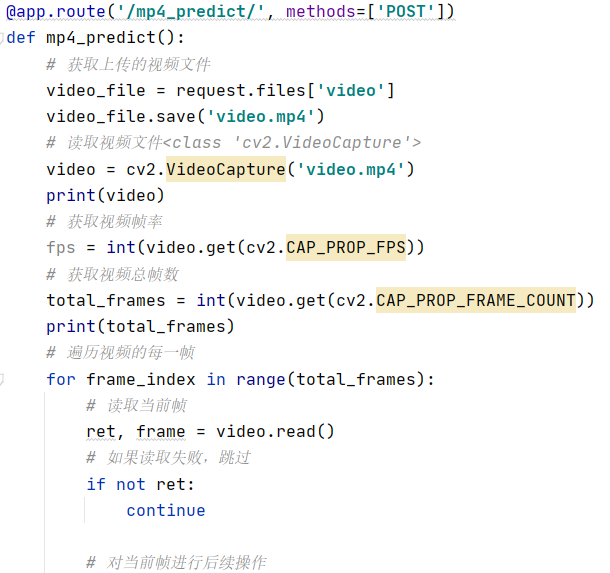 @app.route('/mp4_predict/', methods=['POST'])
def mp4_predict():
    # 获取上传的视频文件
    video_file = request.files['video']
    video_file.save('video.mp4')
    # 读取视频文件<class 'cv2.VideoCapture'>
    video = cv2.VideoCapture('video.mp4')
    print(video)
    # 获取视频帧率
    fps = int(video.get(cv2.CAP_PROP_FPS))
    # 获取视频总帧数
    total_frames = int(video.get(cv2.CAP_PROP_FRAME_COUNT))
    print(total_frames)
    # 遍历视频的每一帧
    for frame_index in range(total_frames):
        # 读取当前帧
        ret, frame = video.read()
        # 如果读取失败，跳过
        if not ret:
            continue
        # 对当前帧进行后续操作